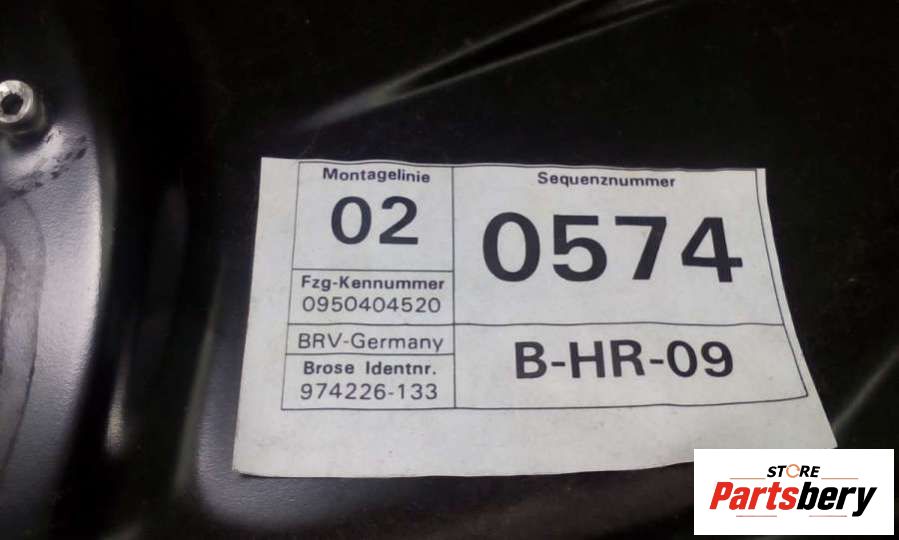 Montagelinie
02
Sequenznummer
0574
Fzg-Kennummer
0950404520
BRV-Germany
Brose Identnr.
974226-133
B-HR-09
STORE
Partsbery